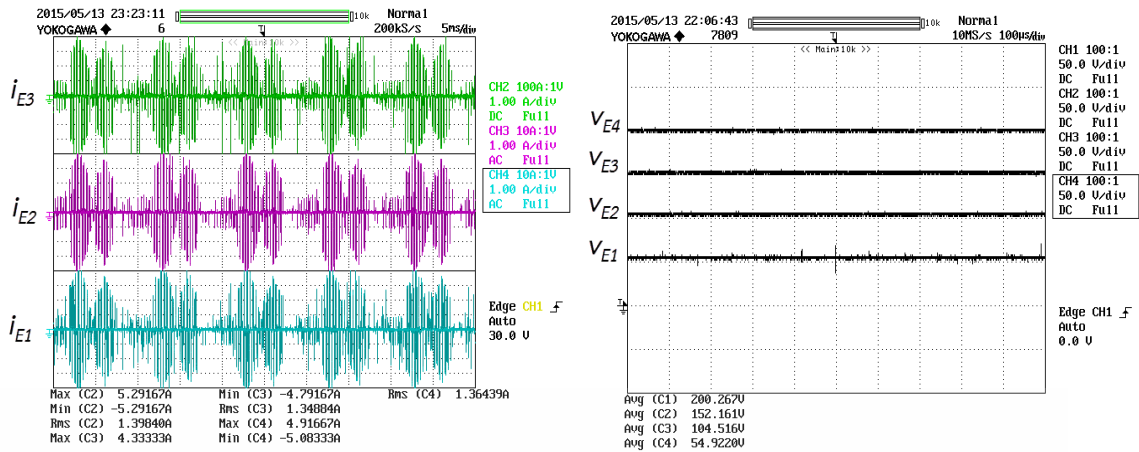 2015/05/13 23:23:11
10k
Normal
YOKOGAWA ◆ 6
200kS/s 5ms/div
<< Main:10k >>
iE3
iE2
iE1
CH2 100A:1V
1.00 A/div
DC Full
CH3 10A:1V
1.00 A/div
AC Full
CH4 10A:1V
1.00 A/div
AC Full
Edge CH1
Auto
30.0 V
Max (C2) 5.29167A Min (C3) -4.79167A Rms (C4) 1.36439A
Min (C2) -5.29167A Rms (C3) 1.34884A
Rms (C2) 1.39840A Max (C4) 4.91667A
Max (C3) 4.33333A Min (C4) -5.08333A
2015/05/13 22:06:43
10k
Normal
YOKOGAWA ◆ 7809
10MS/s 100µs/div
<< Main:10k >>
VE4
VE3
VE2
VE1
CH1 100:1
50.0 V/div
DC Full
CH2 100:1
50.0 V/div
DC Full
CH3 100:1
50.0 V/div
DC Full
CH4 100:1
50.0 V/div
DC Full
Edge CH1
Auto
0.0 V
Avg (C1) 200.267V
Avg (C2) 152.161V
Avg (C3) 104.516V
Avg (C4) 54.9220V